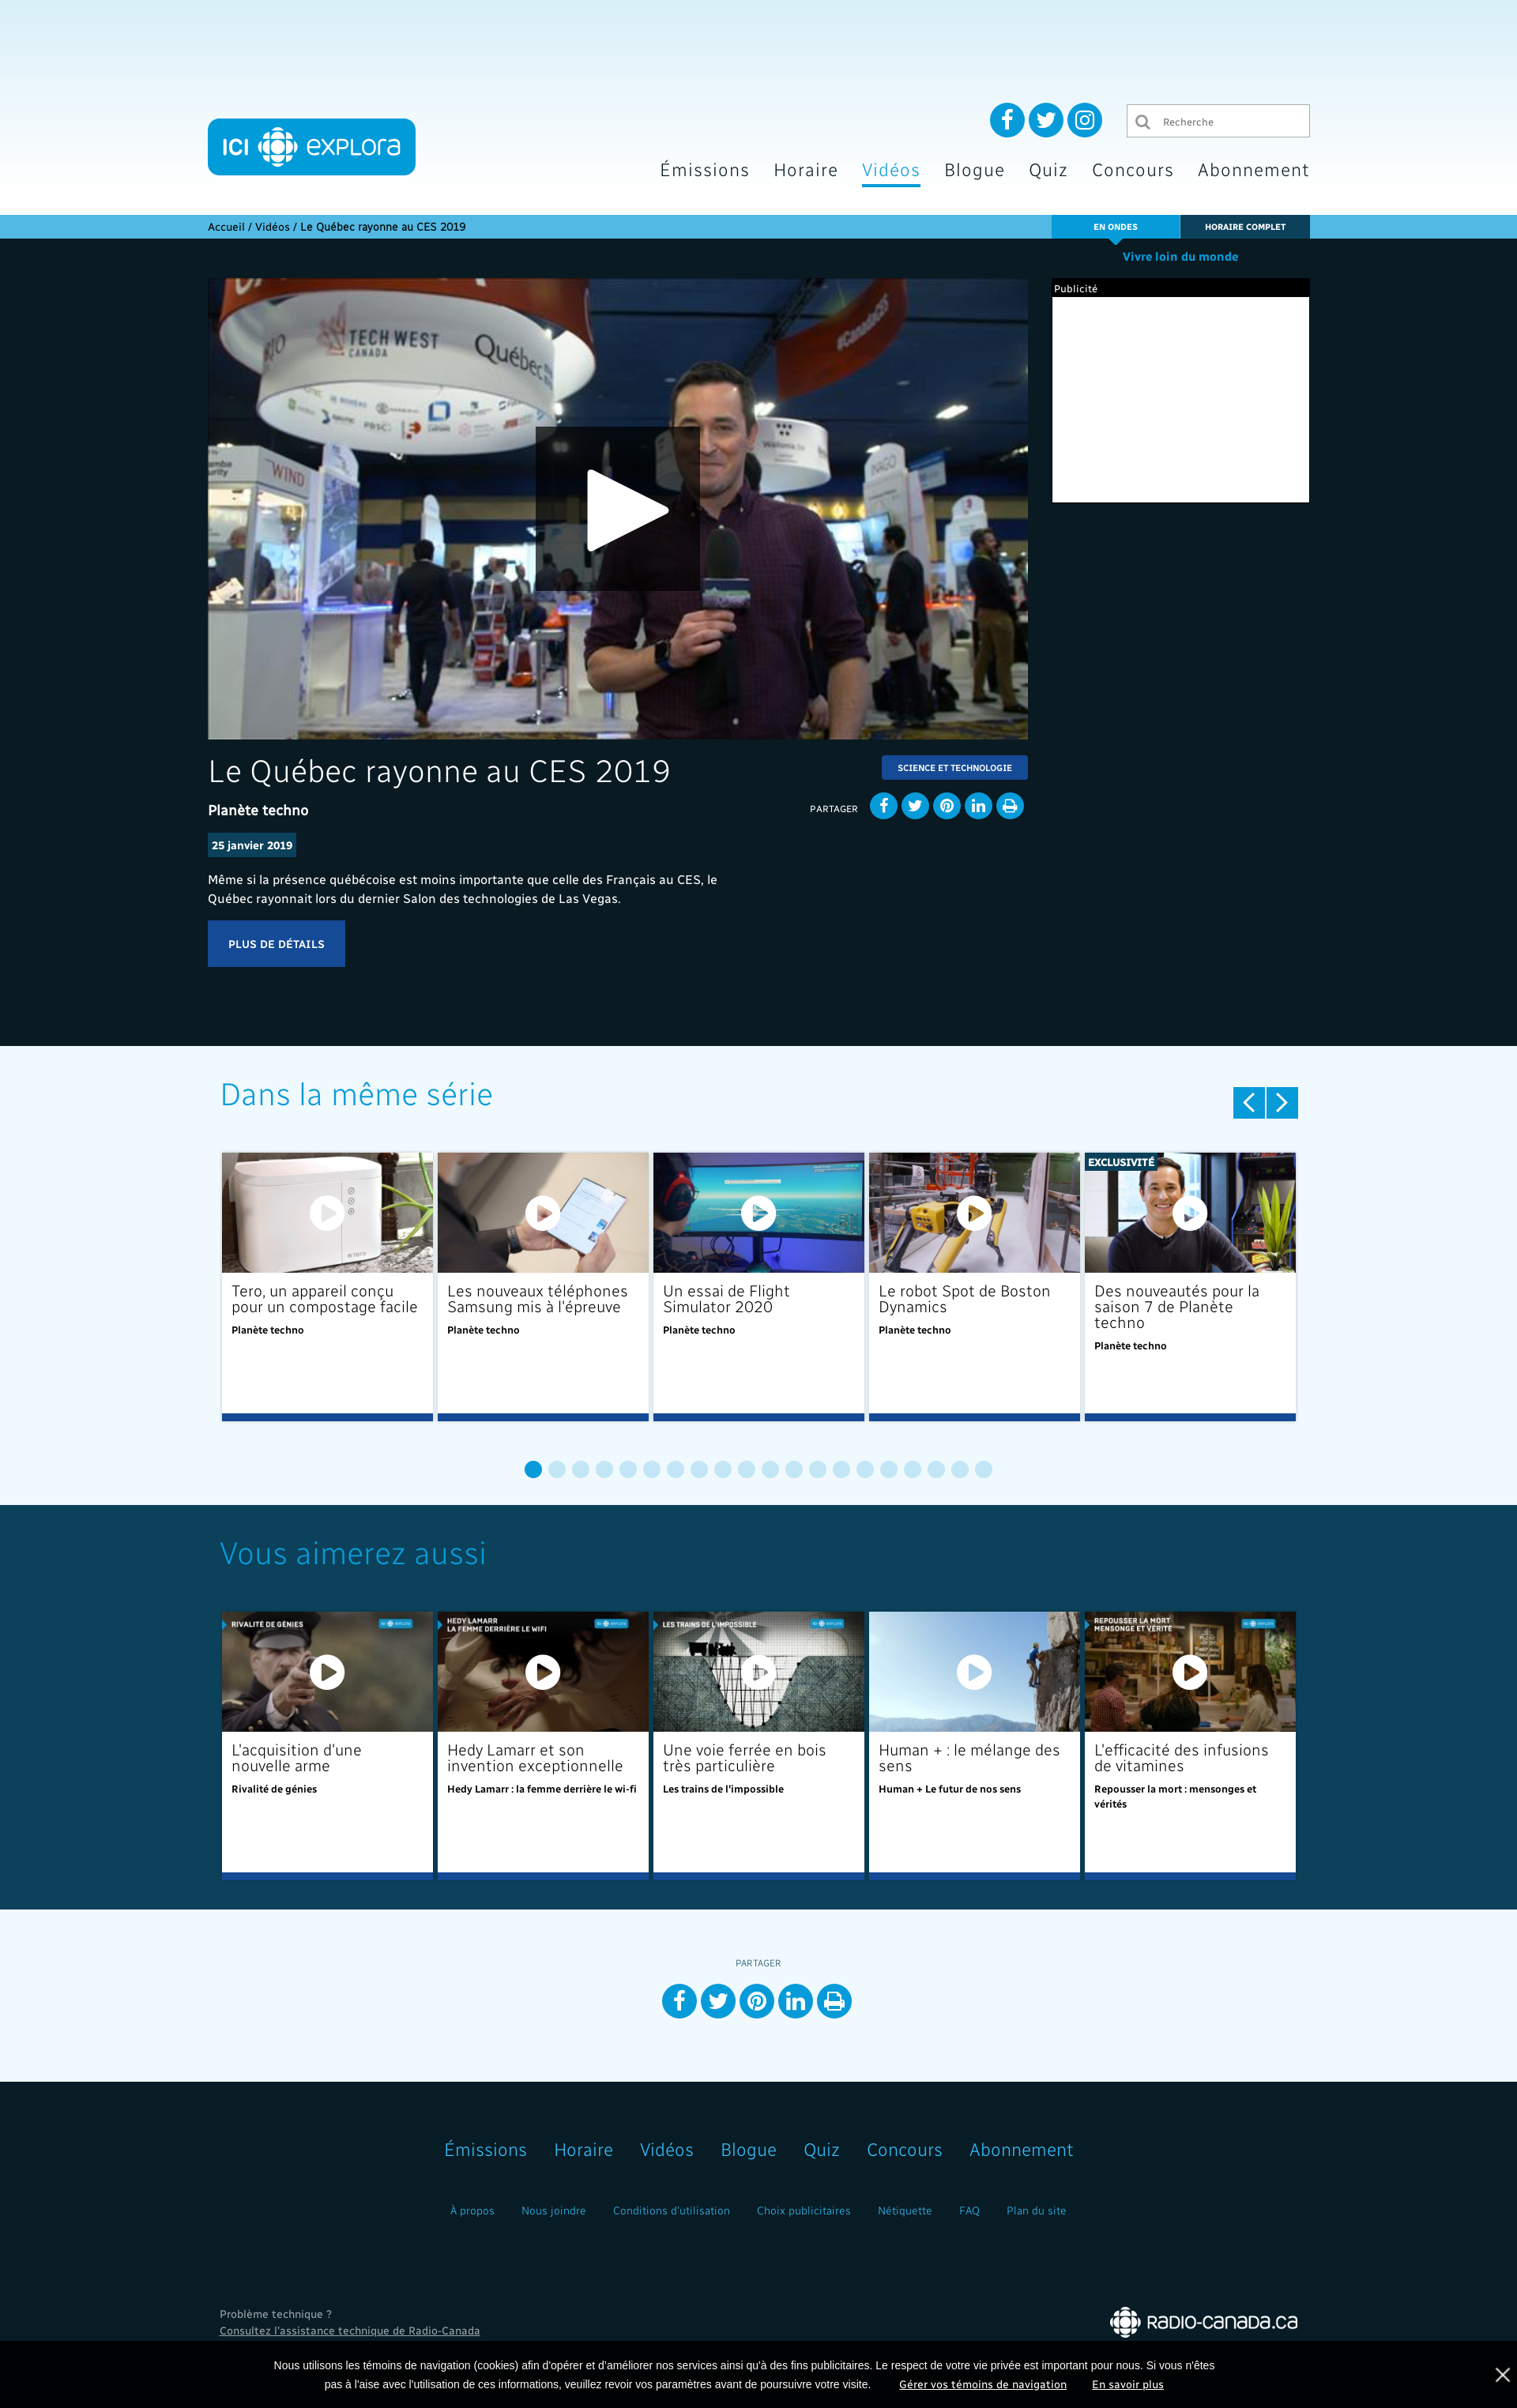 ICI explora
Recherche
Émissions Horaire Vidéos Blogue Quiz Concours Abonnement
Accueil / Vidéos / Le Québec rayonne au CES 2019
EN ONDES
HORAIRE COMPLET
Vivre loin du monde
Publicité
TECH WEST
CANADA
Québec
#CanadaCES
WIND
Le Québec rayonne au CES 2019
SCIENCE ET TECHNOLOGIE
Planète techno
PARTAGER
25 janvier 2019
Même si la présence québécoise est moins importante que celle des Français au CES, le
Québec rayonnait lors du dernier Salon des technologies de Las Vegas.
PLUS DE DÉTAILS
Dans la même série
TERO
EXCLUSIVITÉ
Tero, un appareil conçu
pour un compostage facile
Planète techno
Les nouveaux téléphones
Samsung mis à l'épreuve
Planète techno
Un essai de Flight
Simulator 2020
Planète techno
Le robot Spot de Boston
Dynamics
Planète techno
Des nouveautés pour la
saison 7 de Planète
techno
Planète techno
Vous aimerez aussi
RIVALITÉ DE GÉNIES
HEDY LAMARR
LA FEMME DERRIÈRE LE WIFI
LES TRAINS DE L'IMPOSSIBLE
REPOUSSER LA MORT
MENSONGE ET VÉRITÉ
L'acquisition d'une
nouvelle arme
Rivalité de génies
Hedy Lamarr et son
invention exceptionnelle
Hedy Lamarr : la femme derrière le wi-fi
Une voie ferrée en bois
très particulière
Les trains de l'impossible
Human + : le mélange des
sens
Human + Le futur de nos sens
L'efficacité des infusions
de vitamines
Repousser la mort : mensonges et
vérités
PARTAGER
Émissions Horaire Vidéos Blogue Quiz Concours Abonnement
À propos Nous joindre Conditions d'utilisation Choix publicitaires Nétiquette FAQ Plan du site
Problème technique ?
Consultez l'assistance technique de Radio-Canada
RADIO-CANADA.CA
Nous utilisons les témoins de navigation (cookies) afin d'opérer et d'améliorer nos services ainsi qu'à des fins publicitaires. Le respect de votre vie privée est important pour nous. Si vous n'êtes
pas à l'aise avec l'utilisation de ces informations, veuillez revoir vos paramètres avant de poursuivre votre visite. Gérer vos témoins de navigation En savoir plus